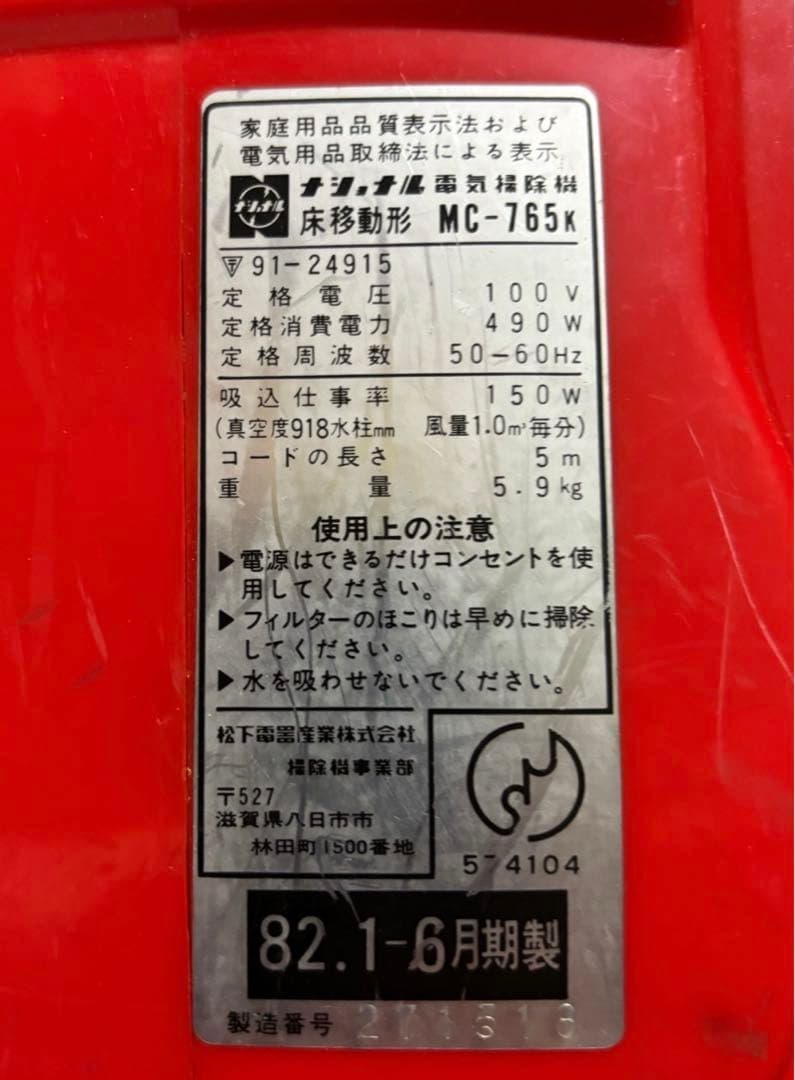 家庭用品品質表示法および
電気用品取締法による表示
ナショナル ナショナル 電気掃除機
床移動形 MC-765K
〒 91-24915
定格電圧 100V
定格消費電力 490W
定格周波数 50-60Hz
吸込仕事率 150W
(真空度918水柱mm 風量1.0m³毎分)
コードの長さ 5m
重量 5.9kg
使用上の注意
▶電源はできるだけコンセントを使
用してください。
▶フィルターのほこりは早めに掃除
してください。
▶水を吸わせないでください。
松下電器産業株式会社
掃除機事業部
〒527
滋賀県八日市市
林田町1500番地
4104
82.1-6月期製
製造番号